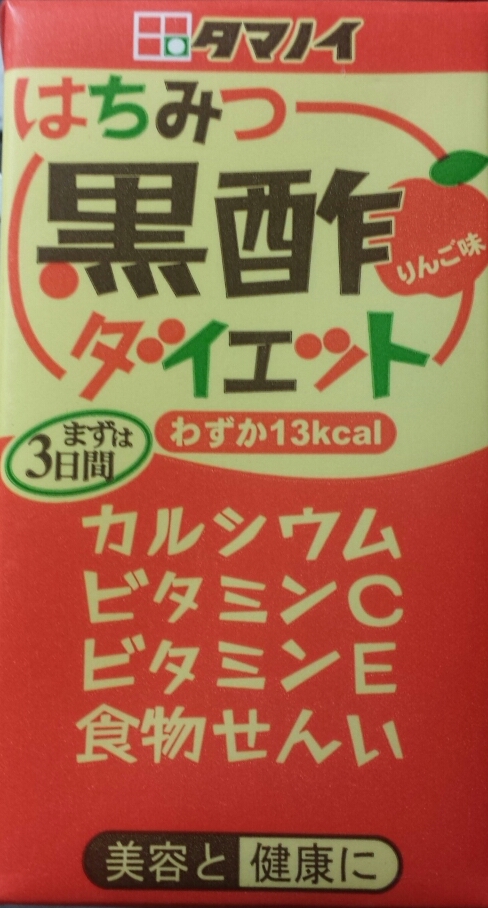 タマノイ
はちみつ
黒酢
りんご味
ダイエット
わずか13kcal
まずは
3日間
カルシウム
ビタミンC
ビタミンE
食物せんい
美容と健康に